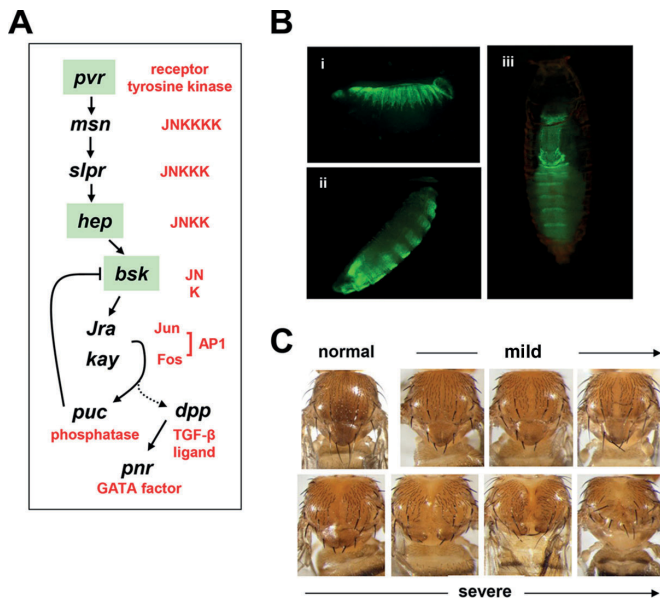 A
pvr
receptor
tyrosine kinase
msn
JNKKKK
slpr
JNKKK
hep
JNKK
bsk
JN
K
Jra
Jun
AP1
kay
Fos
puc
phosphatase
dpp
TGF-β
ligand
pnr
GATA factor
B
i
ii
iii
C
normal
mild
severe